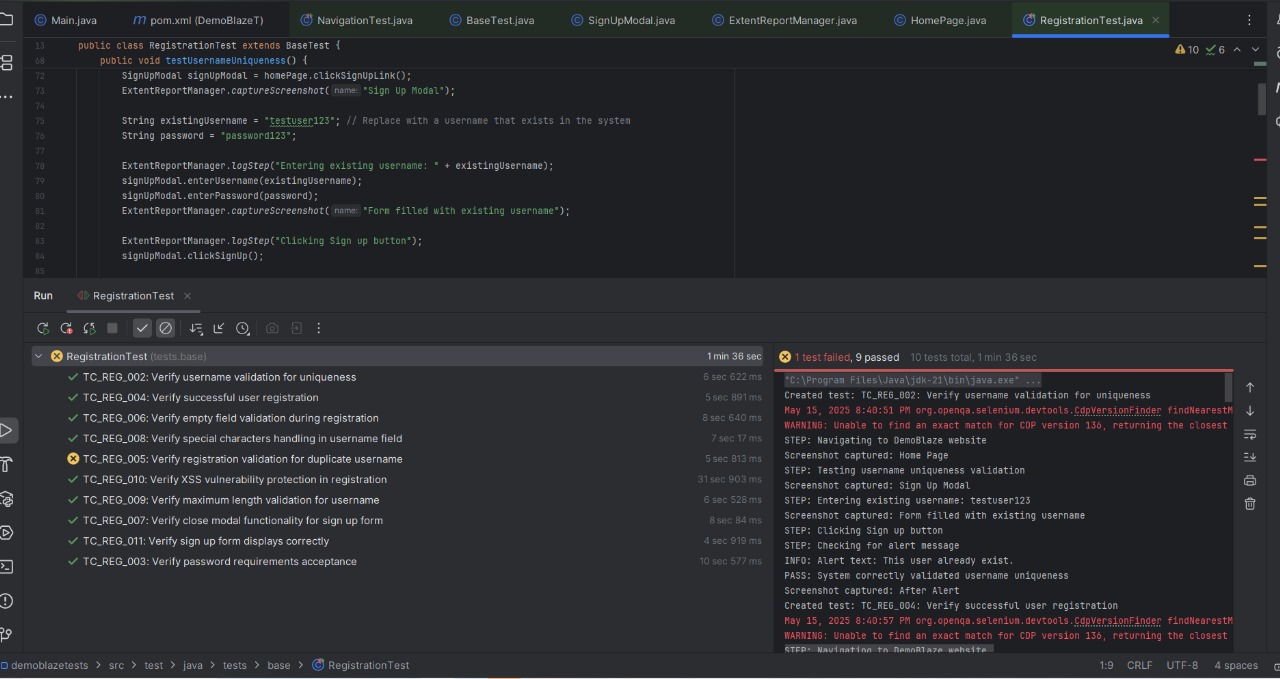 Main.java
pom.xml (DemoBlazeT)
NavigationTest.java
BaseTest.java
SignUpModal.java
ExtentReportManager.java
HomePage.java
RegistrationTest.java
13 public class RegistrationTest extends BaseTest {
10 6
68 public void testUsernameUniqueness() {
72 SignUpModal signUpModal = homePage.clickSignUpLink();
73 ExtentReportManager.captureScreenshot( name: "Sign Up Modal");
74
75 String existingUsername = "testuser123"; // Replace with a username that exists in the system
76 String password = "password123";
77
78 ExtentReportManager.logStep("Entering existing username: " + existingUsername);
79 signUpModal.enterUsername(existingUsername);
80 signUpModal.enterPassword(password);
81 ExtentReportManager.captureScreenshot( name: "Form filled with existing username");
82
83 ExtentReportManager.logStep("Clicking Sign up button");
84 signUpModal.clickSignUp();
85
Run RegistrationTest
RegistrationTest (tests.base) 1 min 36 sec
TC_REG_002: Verify username validation for uniqueness 6 sec 622 ms
TC_REG_004: Verify successful user registration 5 sec 891 ms
TC_REG_006: Verify empty field validation during registration 8 sec 640 ms
TC_REG_008: Verify special characters handling in username field 7 sec 17 ms
TC_REG_005: Verify registration validation for duplicate username 5 sec 813 ms
TC_REG_010: Verify XSS vulnerability protection in registration 31 sec 903 ms
TC_REG_009: Verify maximum length validation for username 6 sec 528 ms
TC_REG_007: Verify close modal functionality for sign up form 8 sec 84 ms
TC_REG_011: Verify sign up form displays correctly 4 sec 919 ms
TC_REG_003: Verify password requirements acceptance 10 sec 577 ms
1 test failed, 9 passed 10 tests total, 1 min 36 sec
"C:\Program Files\Java\jdk-21\bin\java.exe" ...
Created test: TC_REG_002: Verify username validation for uniqueness
May 15, 2025 8:40:51 PM org.openqa.selenium.devtools.CdpVersionFinder findNearestM
WARNING: Unable to find an exact match for CDP version 136, returning the closest
STEP: Navigating to DemoBlaze website
Screenshot captured: Home Page
STEP: Testing username uniqueness validation
Screenshot captured: Sign Up Modal
STEP: Entering existing username: testuser123
Screenshot captured: Form filled with existing username
STEP: Clicking Sign up button
STEP: Checking for alert message
INFO: Alert text: This user already exist.
PASS: System correctly validated username uniqueness
Screenshot captured: After Alert
Created test: TC_REG_004: Verify successful user registration
May 15, 2025 8:40:57 PM org.openqa.selenium.devtools.CdpVersionFinder findNearestM
WARNING: Unable to find an exact match for CDP version 136, returning the closest
STEP: Navigating to DemoBlaze website
demoblazetests > src > test > java > tests > base > RegistrationTest
1:9 CRLF UTF-8 4 spaces